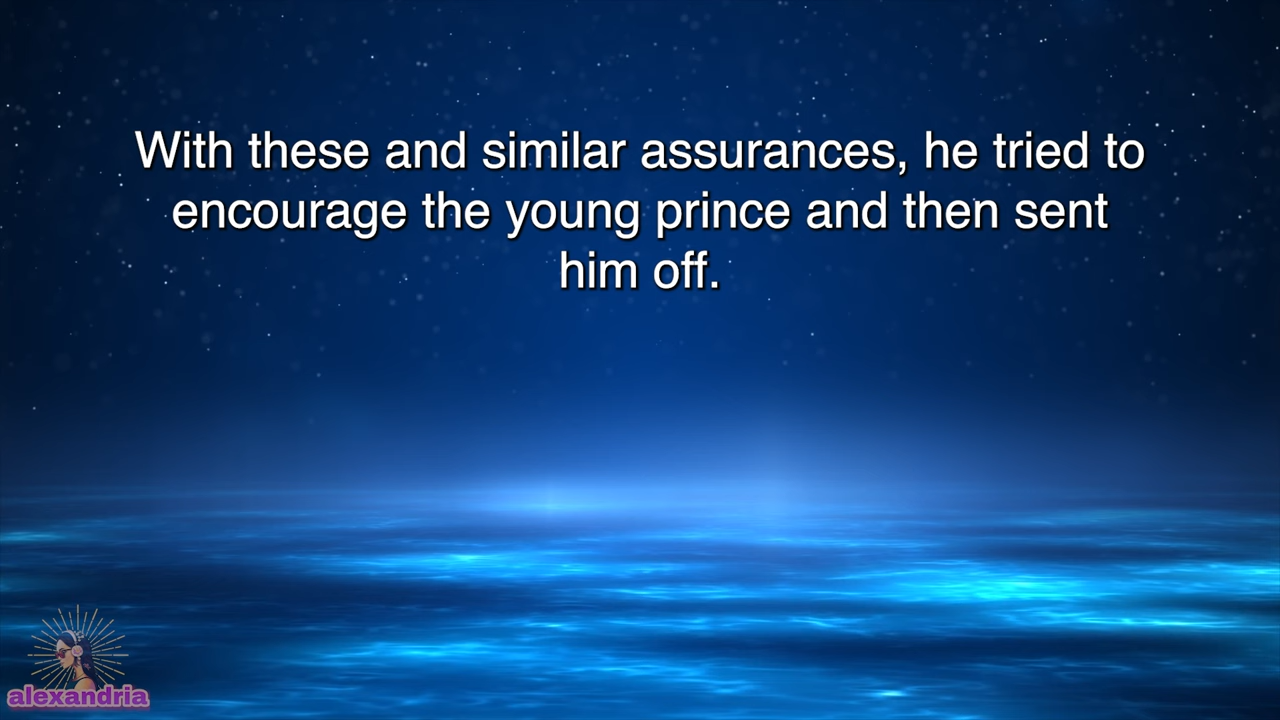 With these and similar assurances, he tried to
encourage the young prince and then sent
him off.
alexandria